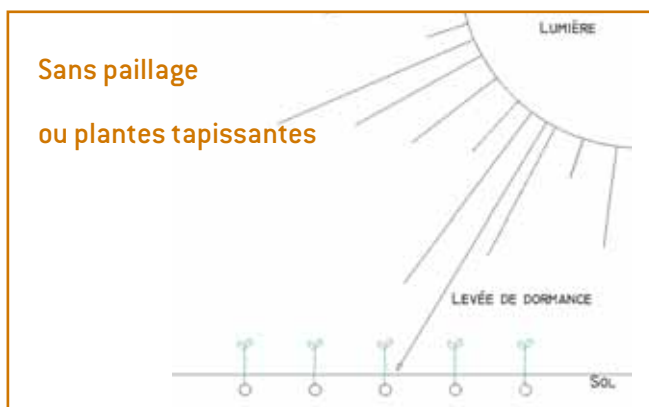 LUMIÈRE
Sans paillage
ou plantes tapissantes
LEVÉE DE DORMANCE
SOL